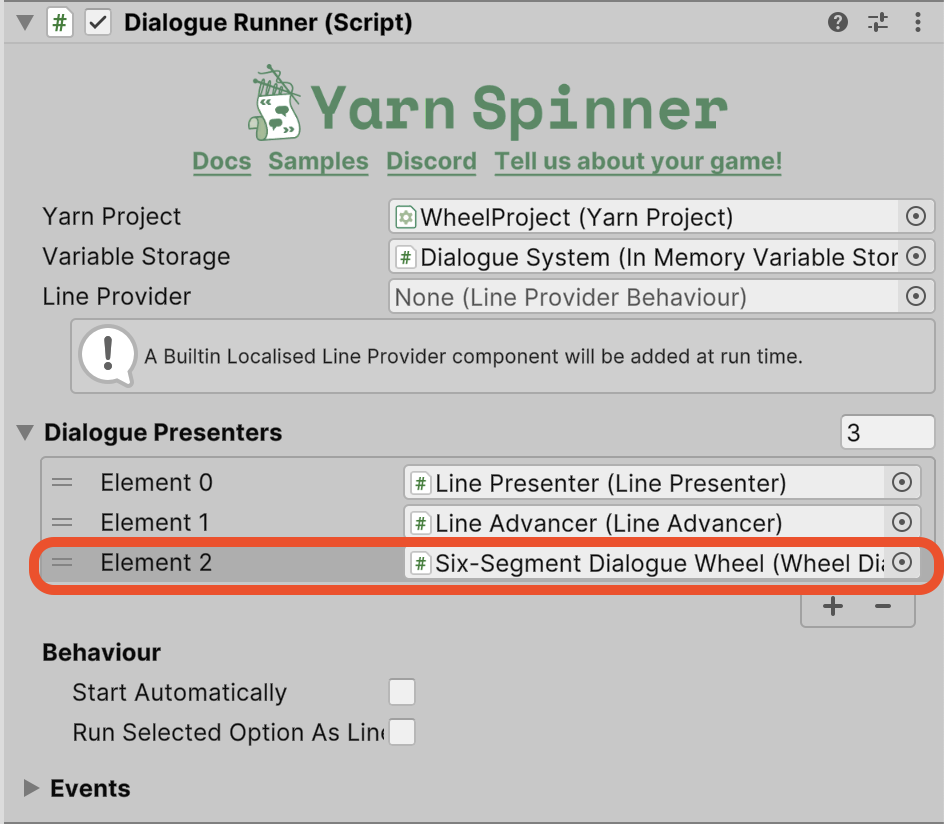 # Dialogue Runner (Script)
Yarn Spinner
Docs Samples Discord Tell us about your game!
Yarn Project WheelProject (Yarn Project)
Variable Storage # Dialogue System (In Memory Variable Stor
Line Provider None (Line Provider Behaviour)
! A Builtin Localised Line Provider component will be added at run time.
Dialogue Presenters 3
Element 0 # Line Presenter (Line Presenter)
Element 1 # Line Advancer (Line Advancer)
Element 2 # Six-Segment Dialogue Wheel (Wheel Dia
+ −
Behaviour
Start Automatically
Run Selected Option As Line
Events